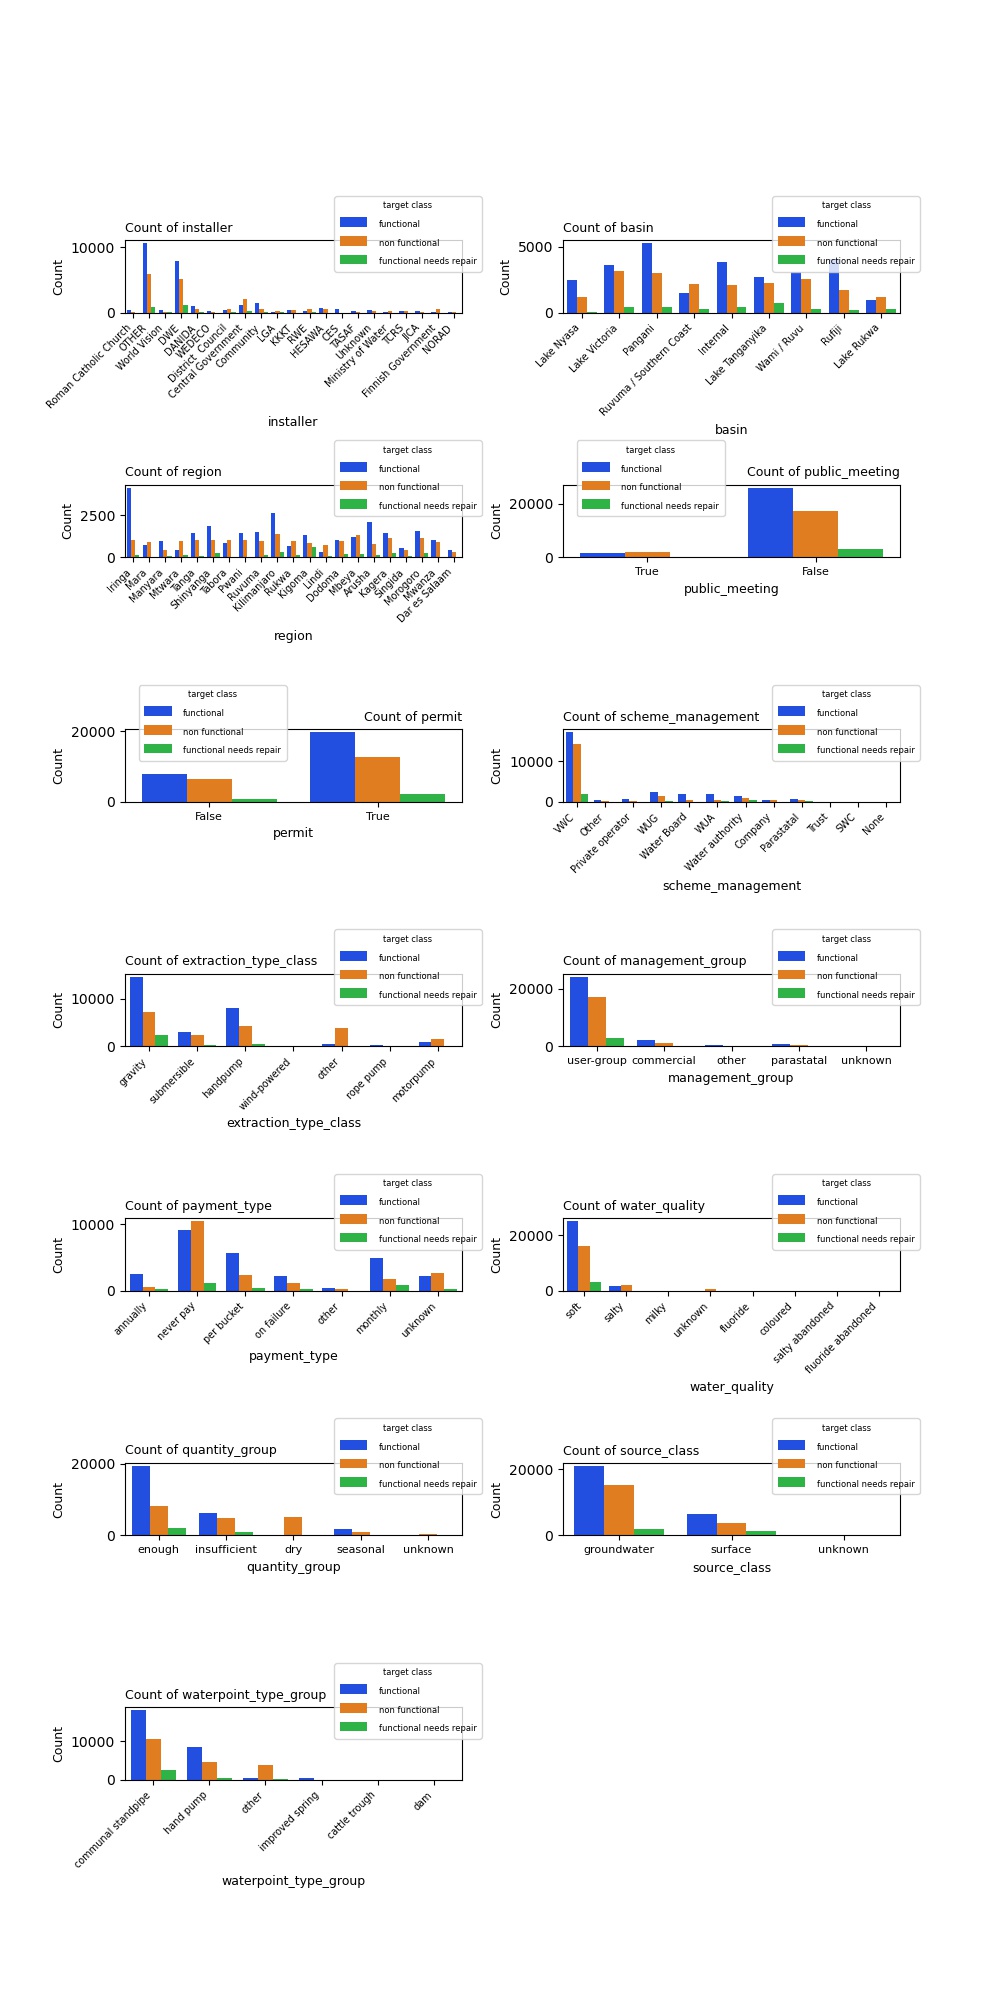 target class
functional
non functional
functional needs repair
Count of installer
10000
0
Count
Roman Catholic Church
OTHER
World Vision
DWE
DANIDA
WEDECO
District Council
Central Government
Community
LGA
KKKT
RWE
HESAWA
CES
TASAF
Unknown
Ministry of Water
TCRS
JICA
Finnish Government
NORAD
installer
target class
functional
non functional
functional needs repair
Count of basin
5000
0
Count
Lake Nyasa
Lake Victoria
Pangani
Ruvuma / Southern Coast
Internal
Lake Tanganyika
Wami / Ruvu
Rufiji
Lake Rukwa
basin
target class
functional
non functional
functional needs repair
Count of region
2500
0
Count
Iringa
Mara
Manyara
Mtwara
Tanga
Shinyanga
Tabora
Pwani
Ruvuma
Kilimanjaro
Rukwa
Kigoma
Lindi
Dodoma
Mbeya
Arusha
Kagera
Singida
Morogoro
Mwanza
Dar es Salaam
region
target class
functional
non functional
functional needs repair
Count of public_meeting
20000
0
Count
True
False
public_meeting
target class
functional
non functional
functional needs repair
Count of permit
20000
0
Count
False
True
permit
target class
functional
non functional
functional needs repair
Count of scheme_management
10000
0
Count
VWC
Other
Private operator
WUG
Water Board
WUA
Water authority
Company
Parastatal
Trust
SWC
None
scheme_management
target class
functional
non functional
functional needs repair
Count of extraction_type_class
10000
0
Count
gravity
submersible
handpump
wind-powered
other
rope pump
motorpump
extraction_type_class
target class
functional
non functional
functional needs repair
Count of management_group
20000
0
Count
user-group
commercial
other
parastatal
unknown
management_group
target class
functional
non functional
functional needs repair
Count of payment_type
10000
0
Count
annually
never pay
per bucket
on failure
other
monthly
unknown
payment_type
target class
functional
non functional
functional needs repair
Count of water_quality
20000
0
Count
soft
salty
milky
unknown
fluoride
coloured
salty abandoned
fluoride abandoned
water_quality
target class
functional
non functional
functional needs repair
Count of quantity_group
20000
0
Count
enough
insufficient
dry
seasonal
unknown
quantity_group
target class
functional
non functional
functional needs repair
Count of source_class
20000
0
Count
groundwater
surface
unknown
source_class
target class
functional
non functional
functional needs repair
Count of waterpoint_type_group
10000
0
Count
communal standpipe
hand pump
other
improved spring
cattle trough
dam
waterpoint_type_group